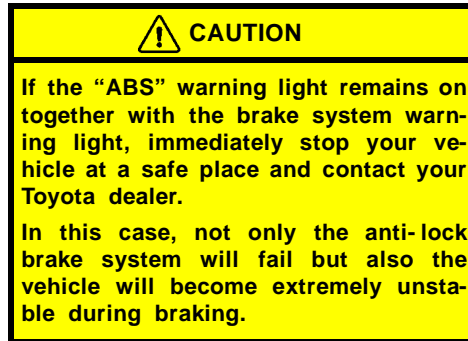 CAUTION
If the “ABS” warning light remains on
together with the brake system warn-
ing light, immediately stop your ve-
hicle at a safe place and contact your
Toyota dealer.
In this case, not only the anti-lock
brake system will fail but also the
vehicle will become extremely unsta-
ble during braking.